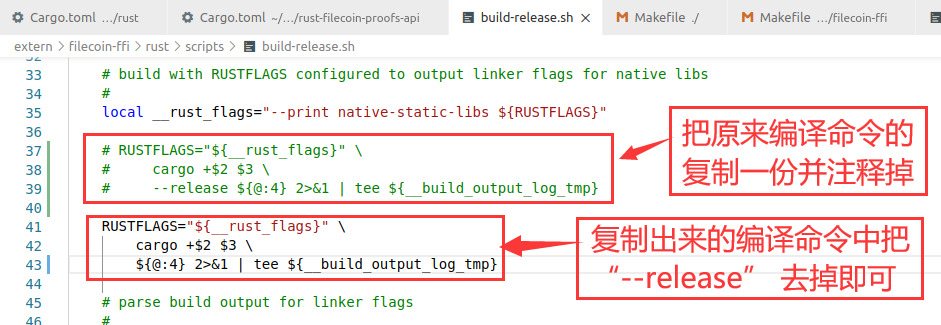 Cargo.toml .../rust
Cargo.toml ~/.../rust-filecoin-proofs-api
build-release.sh
Makefile ./
Makefile .../filecoin-ffi
extern > filecoin-ffi > rust > scripts > build-release.sh
33 # build with RUSTFLAGS configured to output linker flags for native libs
34 #
35 local __rust_flags="--print native-static-libs ${RUSTFLAGS}"
36
37 # RUSTFLAGS="${__rust_flags}" \
38 #     cargo +$2 $3 \
39 #     --release ${@:4} 2>&1 | tee ${__build_output_log_tmp}
40
41 RUSTFLAGS="${__rust_flags}" \
42     cargo +$2 $3 \
43     ${@:4} 2>&1 | tee ${__build_output_log_tmp}
44
45 # parse build output for linker flags
46 #
把原来编译命令的
复制一份并注释掉
复制出来的编译命令中把
“--release” 去掉即可